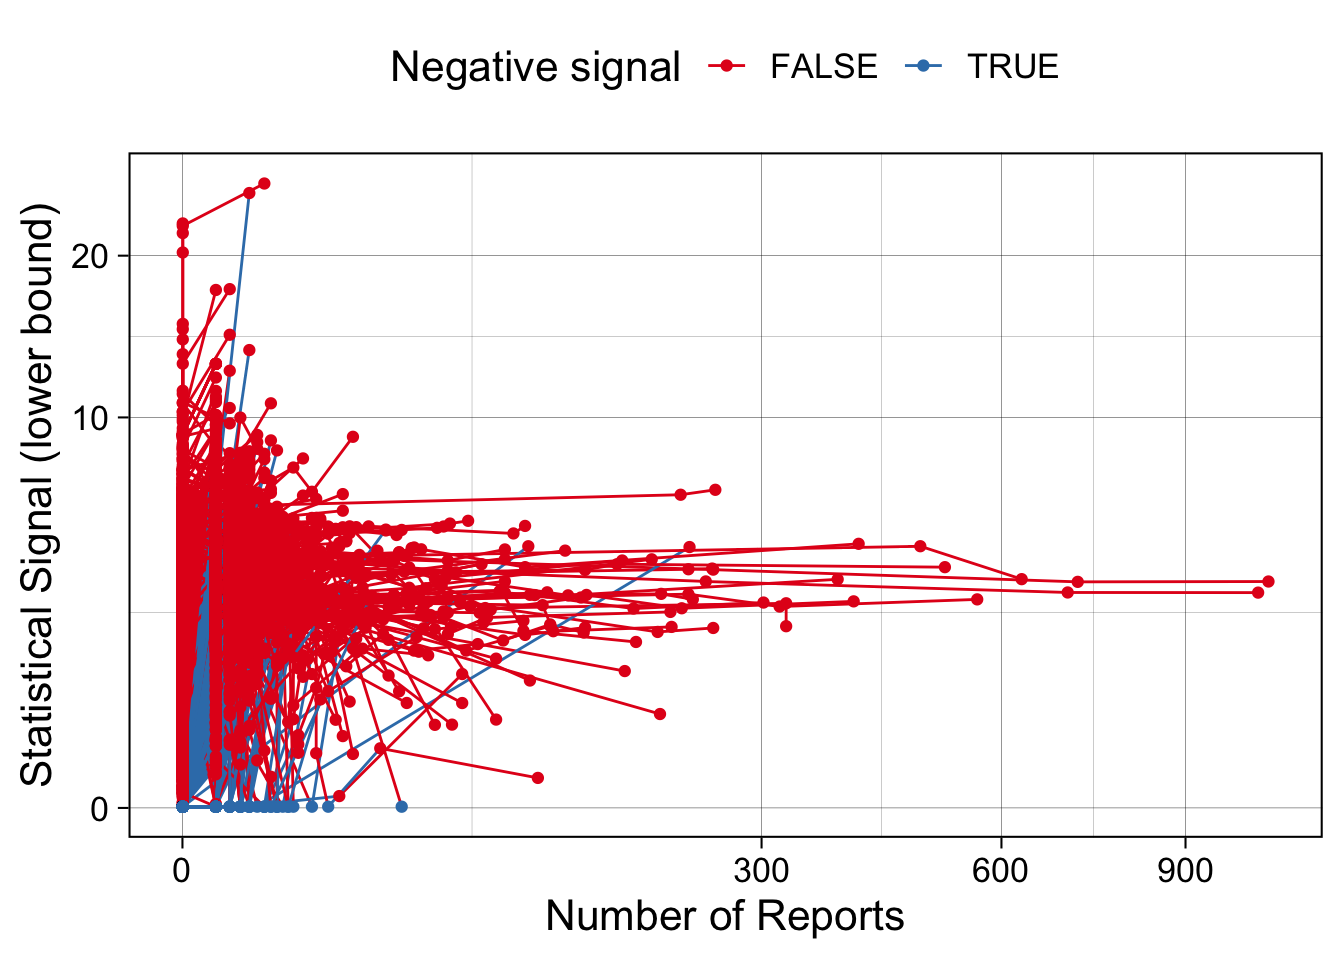 Negative signal FALSE TRUE
20
10
0
Statistical Signal (lower bound)
0 300 600 900
Number of Reports